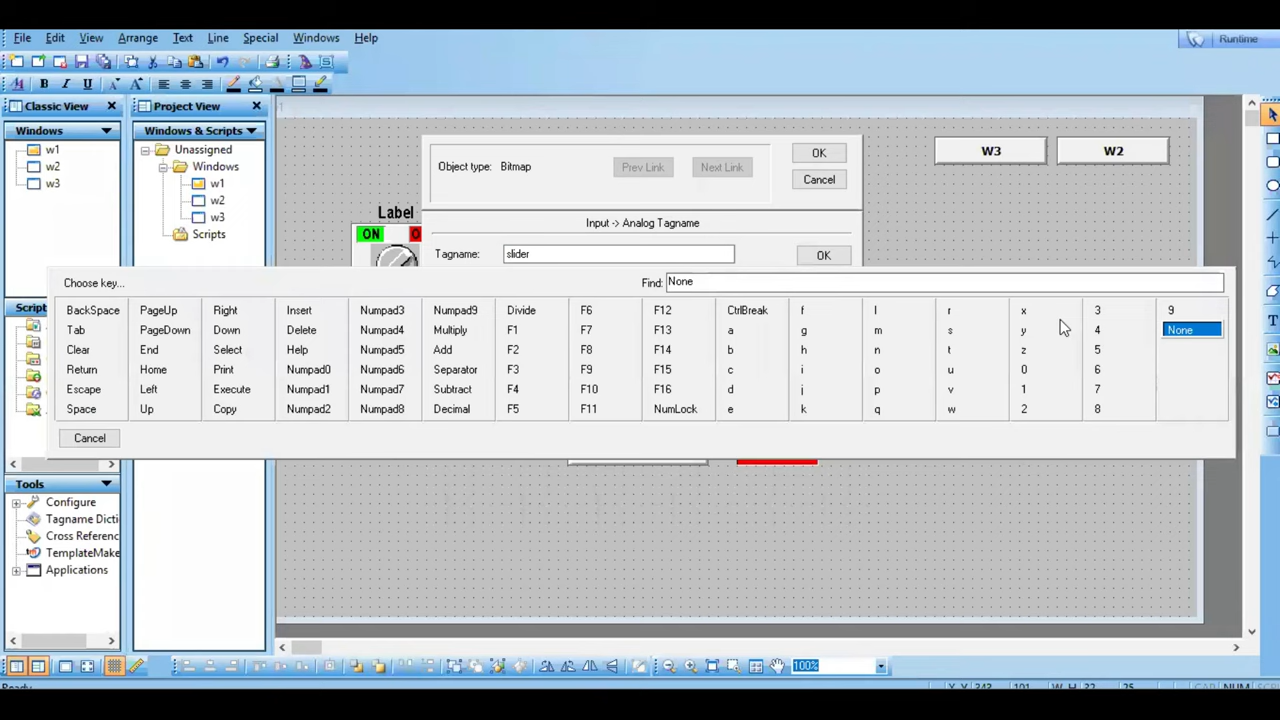 File Edit View Arrange Text Line Special Windows Help
Runtime
B I U A A
Classic View
Project View
Windows
Windows & Scripts
w1
w2
w3
Unassigned
Windows
w1
w2
w3
Scripts
Object type: Bitmap
Prev Link
Next Link
OK
Cancel
W3
W2
Label
ON
Input -> Analog Tagname
Tagname: slider
OK
Choose key...
Find: None
BackSpace PageUp Right Insert Numpad3 Numpad9 Divide F6 F12 CtrlBreak f l r x 3 9
Tab PageDown Down Delete Numpad4 Multiply F1 F7 F13 a g m s y 4 None
Clear End Select Help Numpad5 Add F2 F8 F14 b h n t z 5
Return Home Print Numpad0 Numpad6 Separator F3 F9 F15 c i o u 0 6
Escape Left Execute Numpad1 Numpad7 Subtract F4 F10 F16 d j p v 1 7
Space Up Copy Numpad2 Numpad8 Decimal F5 F11 NumLock e k q w 2 8
Cancel
Script
Tools
Configure
Tagname Dicti
Cross Referenc
TemplateMake
Applications
100%